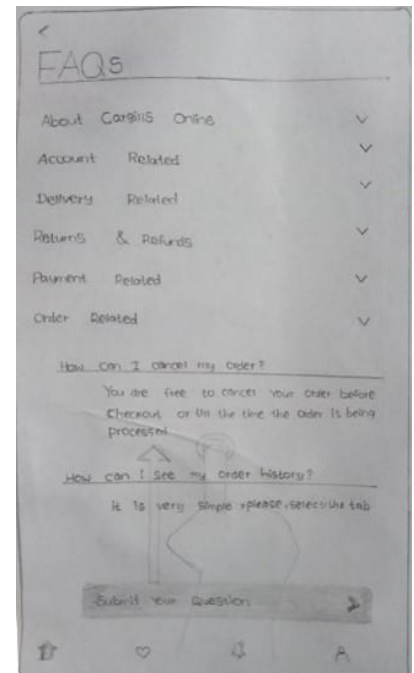 FAQs
About Cargills Online
Account Related
Delivery Related
Returns & Refunds
Payment Related
Order Related
How can I cancel my order?
You are free to cancel your order before
Checkout or till the time the order is being
processed
How can I see my order history?
It is very simple, please, select the tab
Submit Your Question